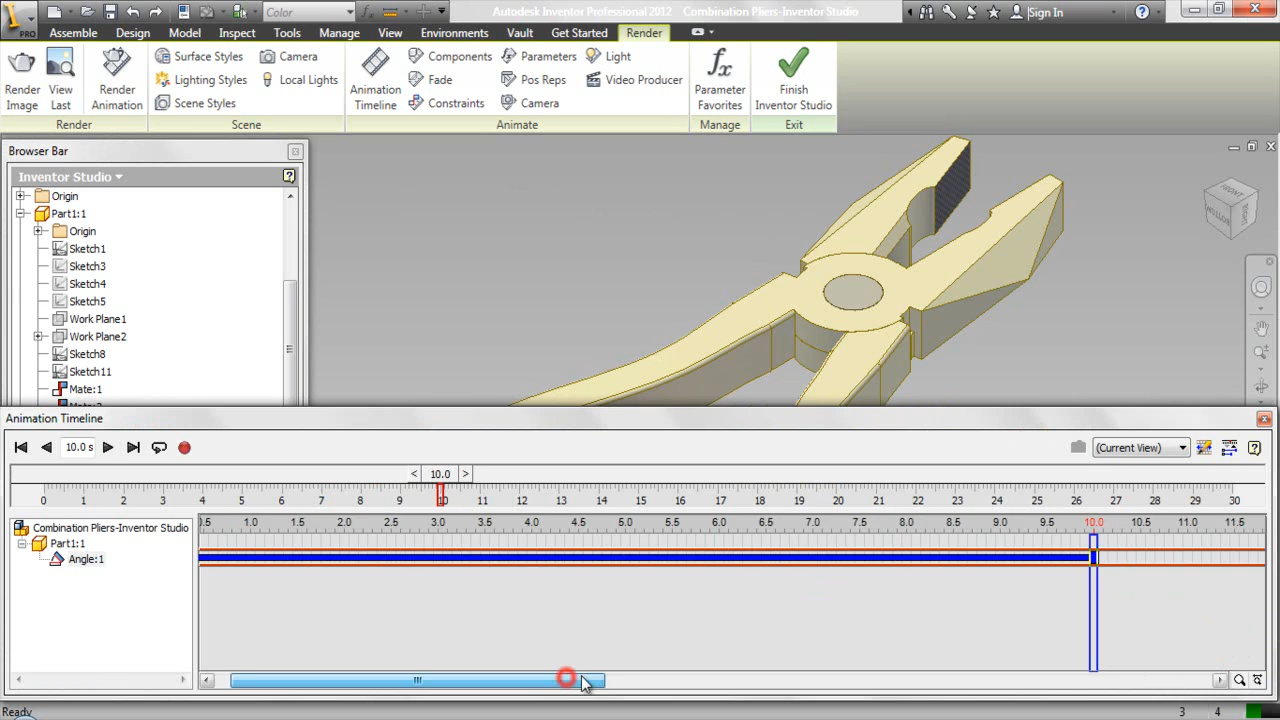 PRO
Color
fx
Autodesk Inventor Professional 2012 Combination Pliers-Inventor Studio
Sign In
Assemble Design Model Inspect Tools Manage View Environments Vault Get Started Render
Render Image
View Last
Render Animation
Surface Styles
Lighting Styles
Scene Styles
Camera
Local Lights
Animation Timeline
Components
Fade
Constraints
Parameters
Pos Reps
Camera
Light
Video Producer
fx
Parameter Favorites
Finish Inventor Studio
Render Scene Animate Manage Exit
Browser Bar
Inventor Studio
Origin
Part1:1
Origin
Sketch1
Sketch3
Sketch4
Sketch5
Work Plane1
Work Plane2
Sketch8
Sketch11
Mate:1
FRONT
Animation Timeline
10.0 s
(Current View)
< 10.0 >
0 1 2 3 4 5 6 7 8 9 10 11 12 13 14 15 16 17 18 19 20 21 22 23 24 25 26 27 28 29 30
0.5 1.0 1.5 2.0 2.5 3.0 3.5 4.0 4.5 5.0 5.5 6.0 6.5 7.0 7.5 8.0 8.5 9.0 9.5 10.0 10.5 11.0 11.5
Combination Pliers-Inventor Studio
Part1:1
Angle:1
Ready
3 4